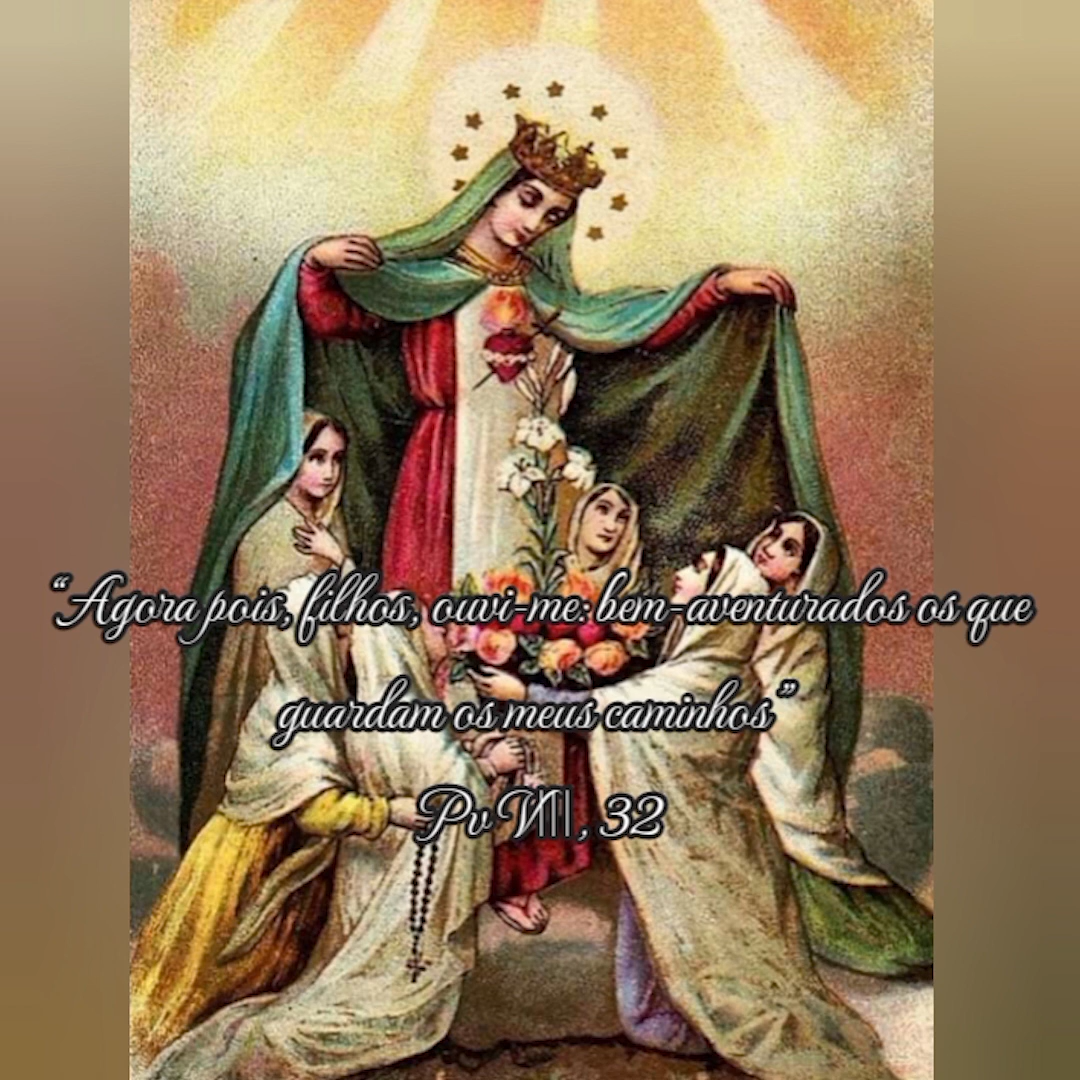 “Agora pois, filhos, ouvi-me: bem-aventurados os que
guardam os meus caminhos”
Pv VIII, 32